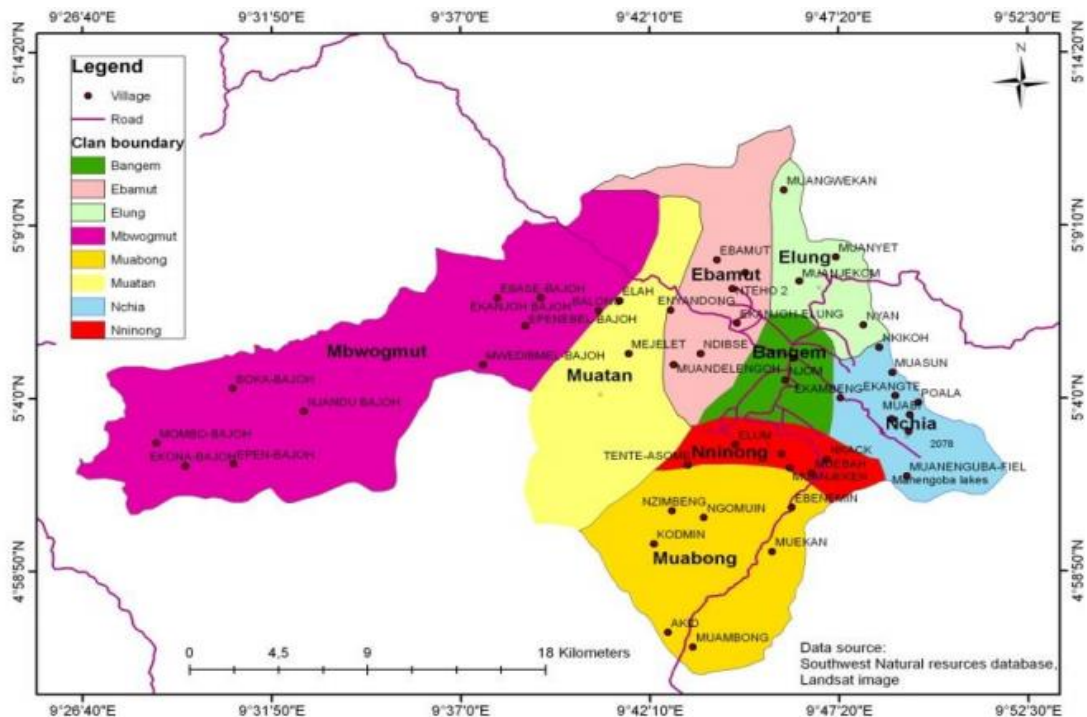 9°26'40"E 9°31'50"E 9°37'0"E 9°42'10"E 9°47'20"E 9°52'30"E
5°14'20"N 5°14'20"N
N
Legend
Village
Road
Clan boundary
Bangem
Ebamut
Elung
Mbwogmut
Muabong
Muatan
Nchia
Nninong
5°9'10"N 5°9'10"N
MUANGWEKAN
MUANYET
Elung
EBAMUT
Ebamut
MUANJEKOM
NTEHO 2
EBASE-BAJOH
ELAH
EKANJOH BAJOH
BALONG
ENYANDONG
EPENEBEL BAJOH
EKANJOH ELUNG
NYAN
NKIKOH
Mbwogmut
MWEDIBMEL-BAJOH
MEJELET
NDIBSE
Bangem
MUASUN
Muatan
MUANDELENGOH
NJOM
EKAMBENG
EKANGTE
POALA
MUABI
Nchia
2078
BOKA-BAJOH
NJANDU BAJOH
5°4'0"N 5°4'0"N
MOMBO-BAJOH
EKONA-BAJOH
EPEN-BAJOH
ELUM
Nninong
TENTE-ASOME
NKACK
MUEBAH
MUANENGUBA-FIEL
Manengoba lakes
NZIMBENG
NGOMUIN
EBENEMIN
KODMIN
Muabong
MUEKAN
4°58'50"N 4°58'50"N
AKID
MUAMBONG
0 4,5 9 18 Kilometers
Data source:
Southwest Natural resurces database,
Landsat image
9°26'40"E 9°31'50"E 9°37'0"E 9°42'10"E 9°47'20"E 9°52'30"E